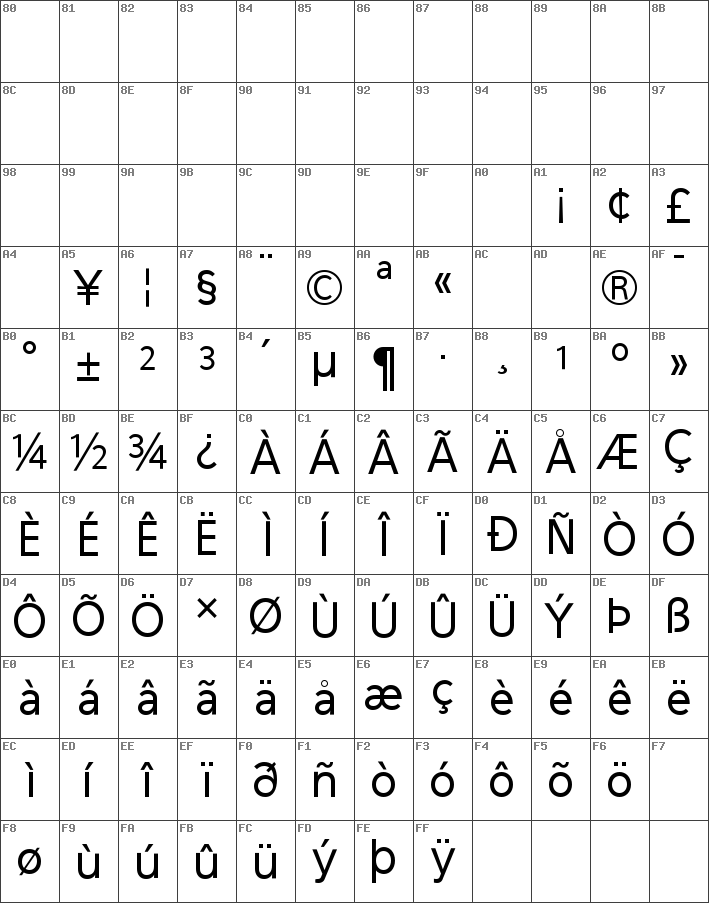 80 81 82 83 84 85 86 87 88 89 8A 8B
8C 8D 8E 8F 90 91 92 93 94 95 96 97
98 99 9A 9B 9C 9D 9E 9F A0 A1 A2 A3
¡ ¢ £
A4 A5 A6 A7 A8 A9 AA AB AC AD AE AF
¥ ¦ § ¨ © ª « ® ¯
B0 B1 B2 B3 B4 B5 B6 B7 B8 B9 BA BB
° ± ² ³ ´ µ ¶ · ¸ ¹ º »
BC BD BE BF C0 C1 C2 C3 C4 C5 C6 C7
¼ ½ ¾ ¿ À Á Â Ã Ä Å Æ Ç
C8 C9 CA CB CC CD CE CF D0 D1 D2 D3
È É Ê Ë Ì Í Î Ï Ð Ñ Ò Ó
D4 D5 D6 D7 D8 D9 DA DB DC DD DE DF
Ô Õ Ö × Ø Ù Ú Û Ü Ý Þ ß
E0 E1 E2 E3 E4 E5 E6 E7 E8 E9 EA EB
à á â ã ä å æ ç è é ê ë
EC ED EE EF F0 F1 F2 F3 F4 F5 F6 F7
ì í î ï ð ñ ò ó ô õ ö
F8 F9 FA FB FC FD FE FF
ø ù ú û ü ý þ ÿ